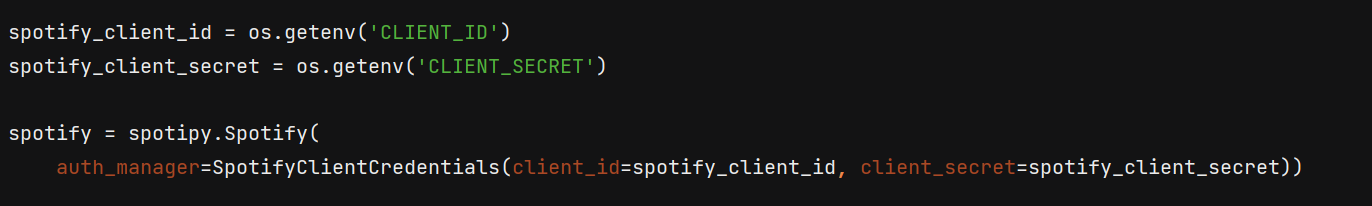 spotify_client_id = os.getenv('CLIENT_ID')
spotify_client_secret = os.getenv('CLIENT_SECRET')
spotify = spotipy.Spotify(
    auth_manager=SpotifyClientCredentials(client_id=spotify_client_id, client_secret=spotify_client_secret))